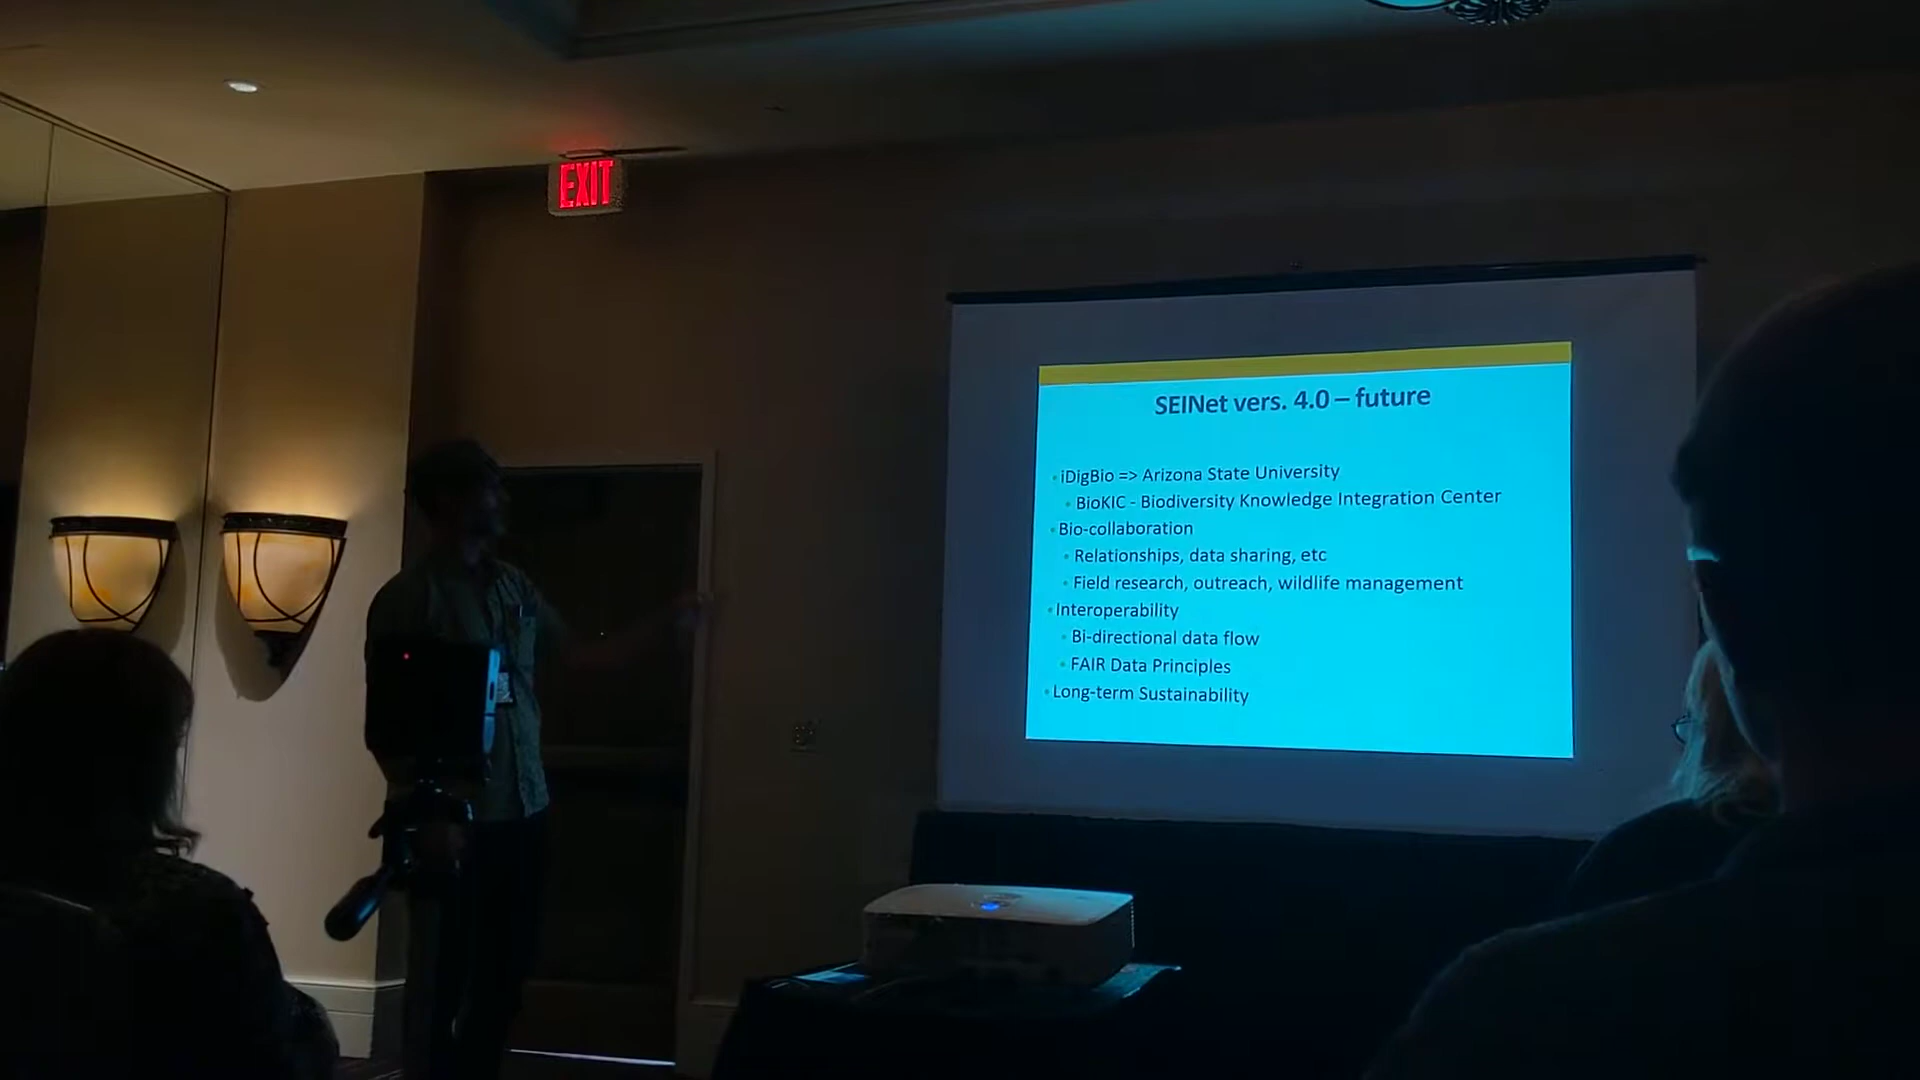 EXIT
SEINet vers. 4.0 – future
iDigBio => Arizona State University
BioKIC - Biodiversity Knowledge Integration Center
Bio-collaboration
Relationships, data sharing, etc
Field research, outreach, wildlife management
Interoperability
Bi-directional data flow
FAIR Data Principles
Long-term Sustainability